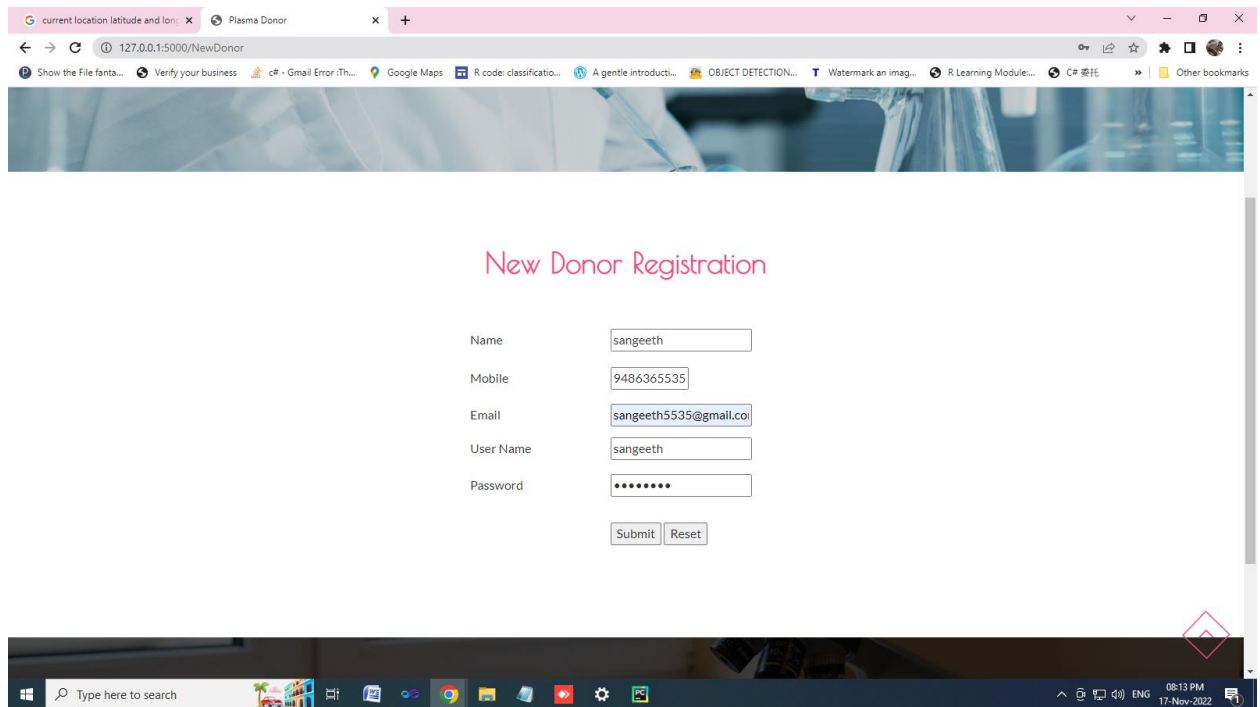 current location latitude and long
Plasma Donor
127.0.0.1:5000/NewDonor
Show the File fanta...
Verify your business
c# - Gmail Error :Th...
Google Maps
R code: classificatio...
A gentle introducti...
OBJECT DETECTION...
Watermark an imag...
R Learning Module:...
C# 委托
»
Other bookmarks
New Donor Registration
Name sangeeth
Mobile 9486365535
Email sangeeth5535@gmail.co
User Name sangeeth
Password ••••••••
Submit Reset
Type here to search
ENG
08:13 PM
17-Nov-2022